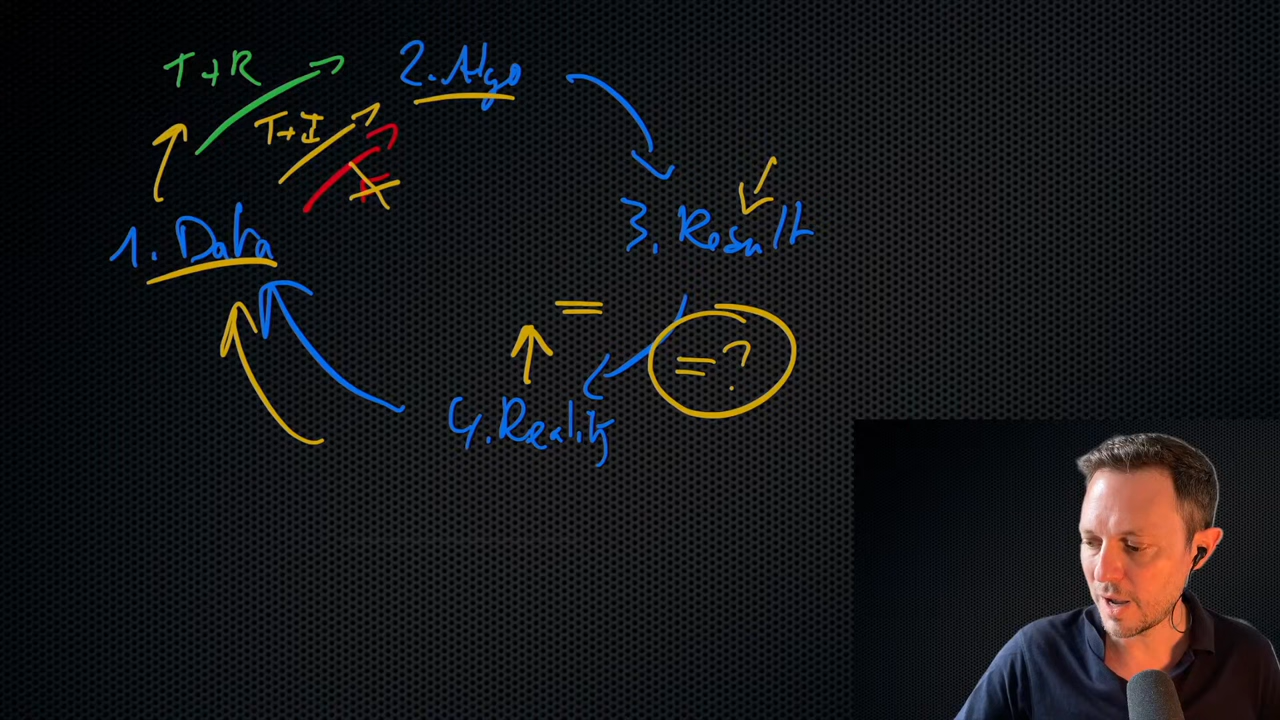 T+R
2. Algo
T+I
F
1. Data
3. Result
=
= ?
4. Reality